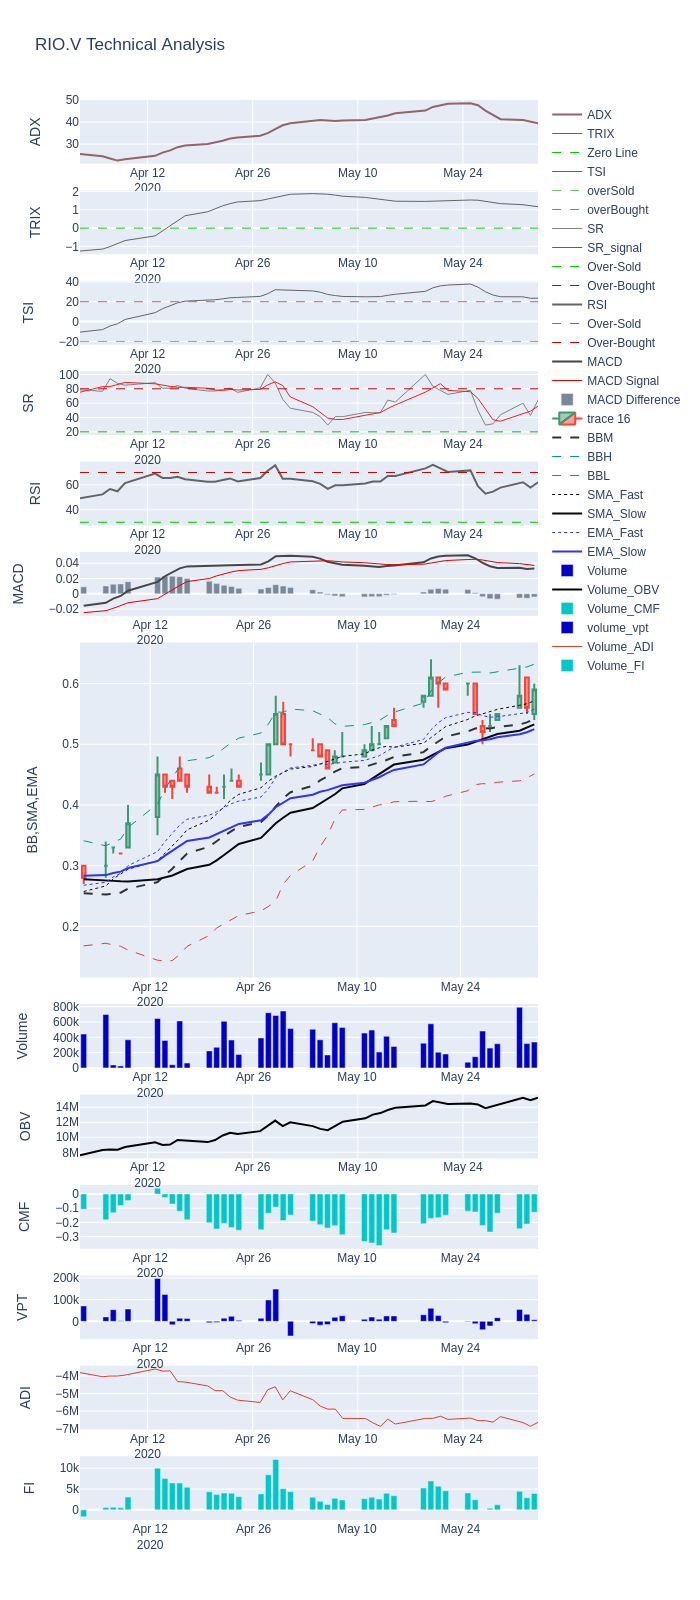 RIO.V Technical Analysis
ADX
50
40
30
Apr 12
2020
Apr 26
May 10
May 24
TRIX
2
1
0
−1
Apr 12
2020
Apr 26
May 10
May 24
TSI
40
20
0
−20
Apr 12
2020
Apr 26
May 10
May 24
SR
100
80
60
40
20
Apr 12
2020
Apr 26
May 10
May 24
RSI
60
40
Apr 12
2020
Apr 26
May 10
May 24
MACD
0.04
0.02
0
−0.02
Apr 12
2020
Apr 26
May 10
May 24
BB,SMA,EMA
0.6
0.5
0.4
0.3
0.2
Apr 12
2020
Apr 26
May 10
May 24
Volume
800k
600k
400k
200k
0
Apr 12
2020
Apr 26
May 10
May 24
OBV
14M
12M
10M
8M
Apr 12
2020
Apr 26
May 10
May 24
CMF
0
−0.1
−0.2
−0.3
Apr 12
2020
Apr 26
May 10
May 24
VPT
200k
100k
0
Apr 12
2020
Apr 26
May 10
May 24
ADI
−4M
−5M
−6M
−7M
Apr 12
2020
Apr 26
May 10
May 24
FI
10k
5k
0
Apr 12
2020
Apr 26
May 10
May 24
ADX
TRIX
Zero Line
TSI
overSold
overBought
SR
SR_signal
Over-Sold
Over-Bought
RSI
Over-Sold
Over-Bought
MACD
MACD Signal
MACD Difference
trace 16
BBM
BBH
BBL
SMA_Fast
SMA_Slow
EMA_Fast
EMA_Slow
Volume
Volume_OBV
Volume_CMF
volume_vpt
Volume_ADI
Volume_FI